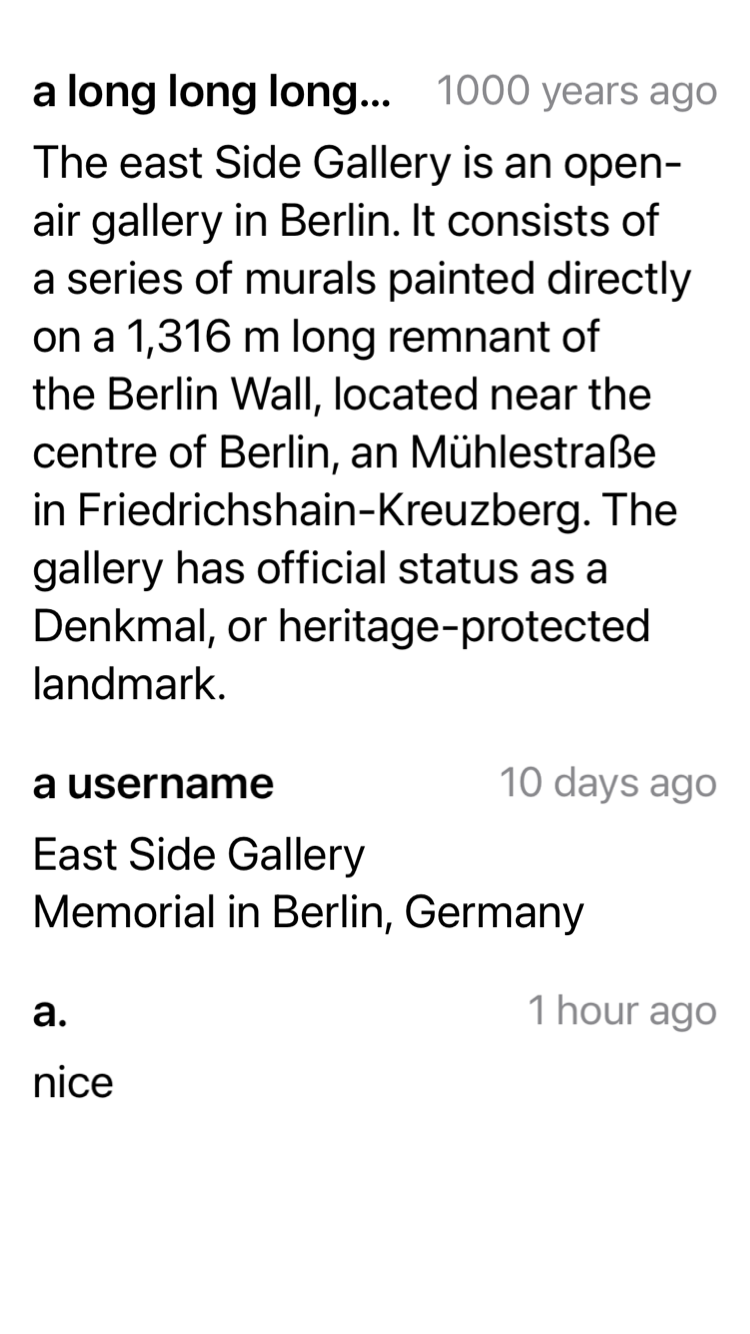 a long long long... 1000 years ago
The east Side Gallery is an open-
air gallery in Berlin. It consists of
a series of murals painted directly
on a 1,316 m long remnant of
the Berlin Wall, located near the
centre of Berlin, an Mühlestraße
in Friedrichshain-Kreuzberg. The
gallery has official status as a
Denkmal, or heritage-protected
landmark.
a username 10 days ago
East Side Gallery
Memorial in Berlin, Germany
a. 1 hour ago
nice